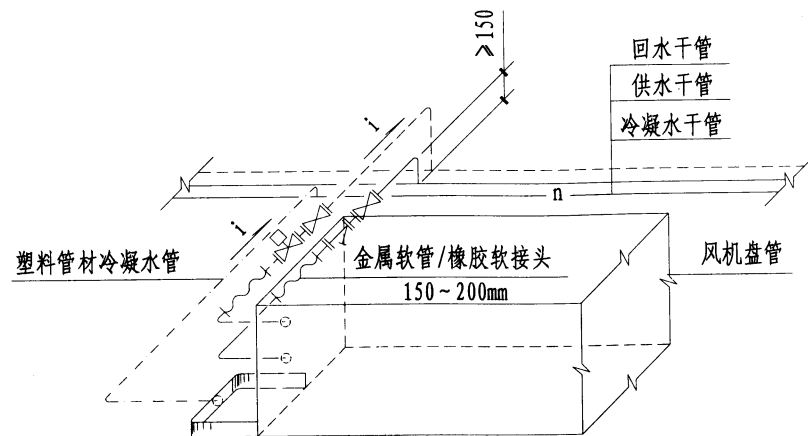 ≥150
回水干管
供水干管
冷凝水干管
i
n
i
塑料管材冷凝水管
金属软管/橡胶软接头
150~200mm
风机盘管